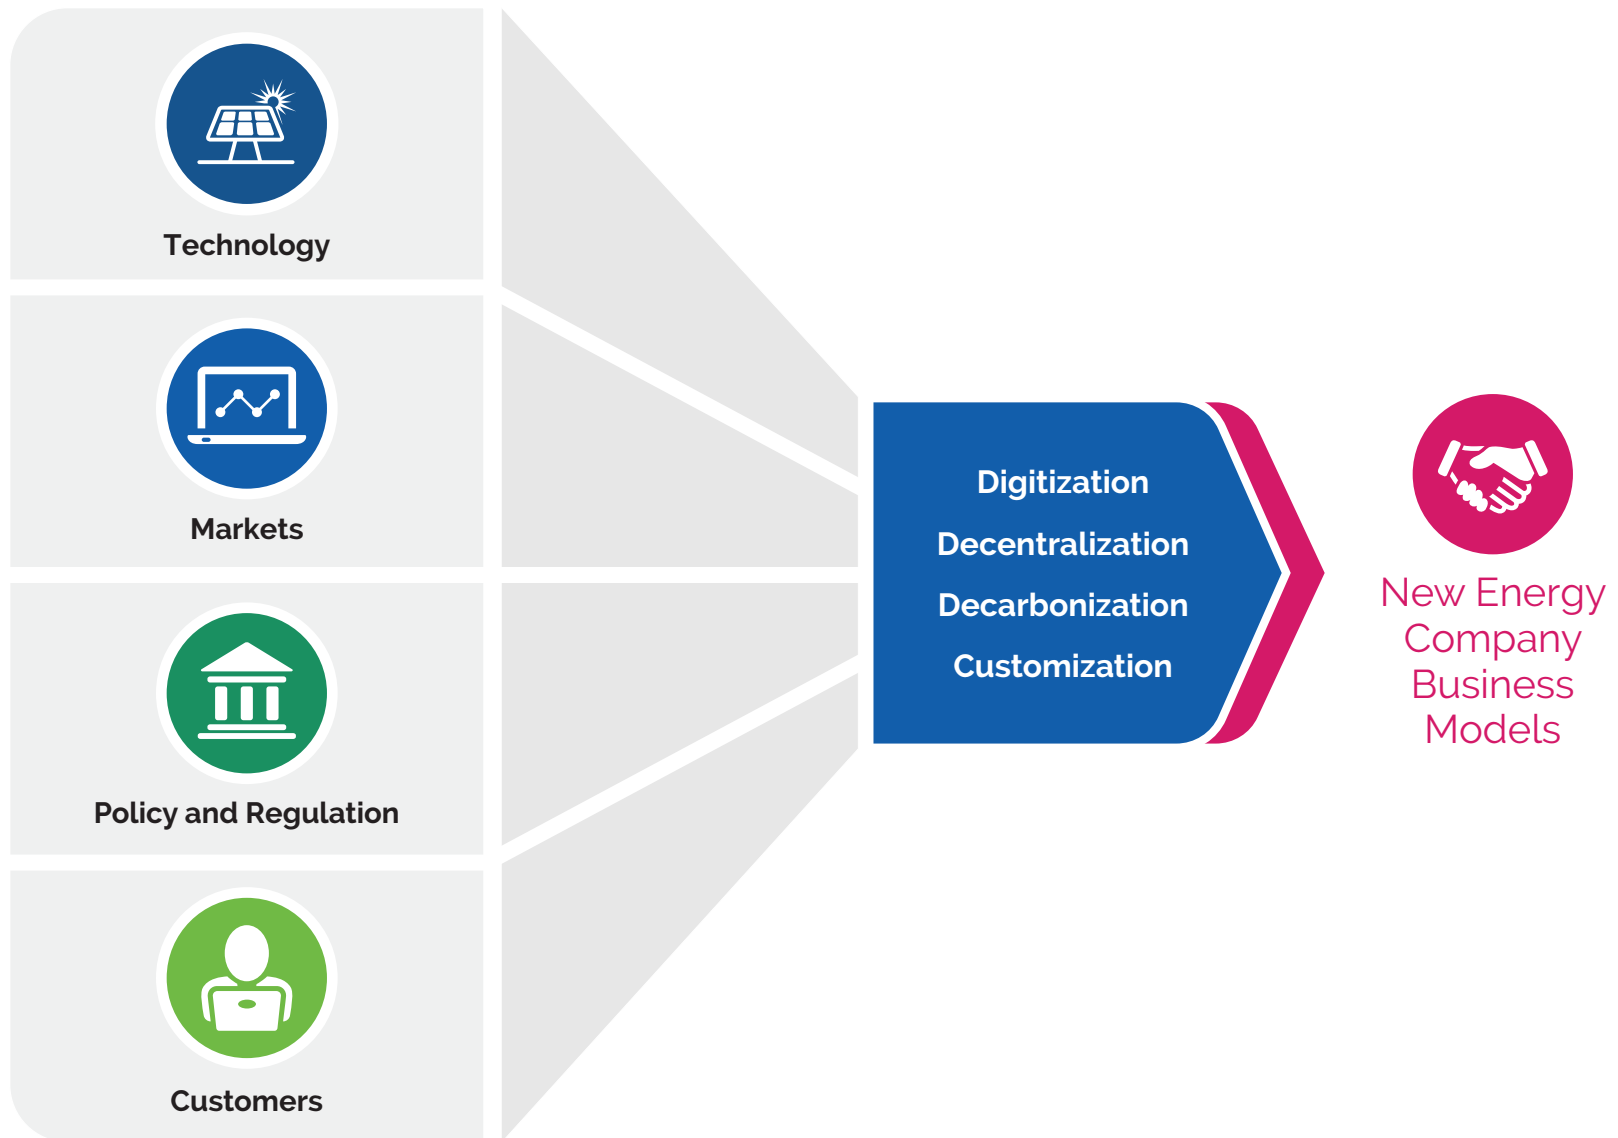 Technology
Markets
Policy and Regulation
Customers
Digitization
Decentralization
Decarbonization
Customization
New Energy
Company
Business
Models